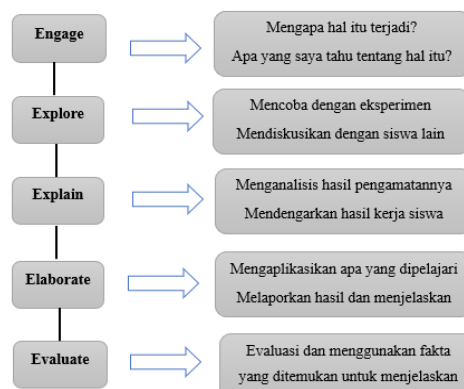 Engage
Mengapa hal itu terjadi?
Apa yang saya tahu tentang hal itu?
Explore
Mencoba dengan eksperimen
Mendiskusikan dengan siswa lain
Explain
Menganalisis hasil pengamatannya
Mendengarkan hasil kerja siswa
Elaborate
Mengaplikasikan apa yang dipelajari
Melaporkan hasil dan menjelaskan
Evaluate
Evaluasi dan menggunakan fakta
yang ditemukan untuk menjelaskan